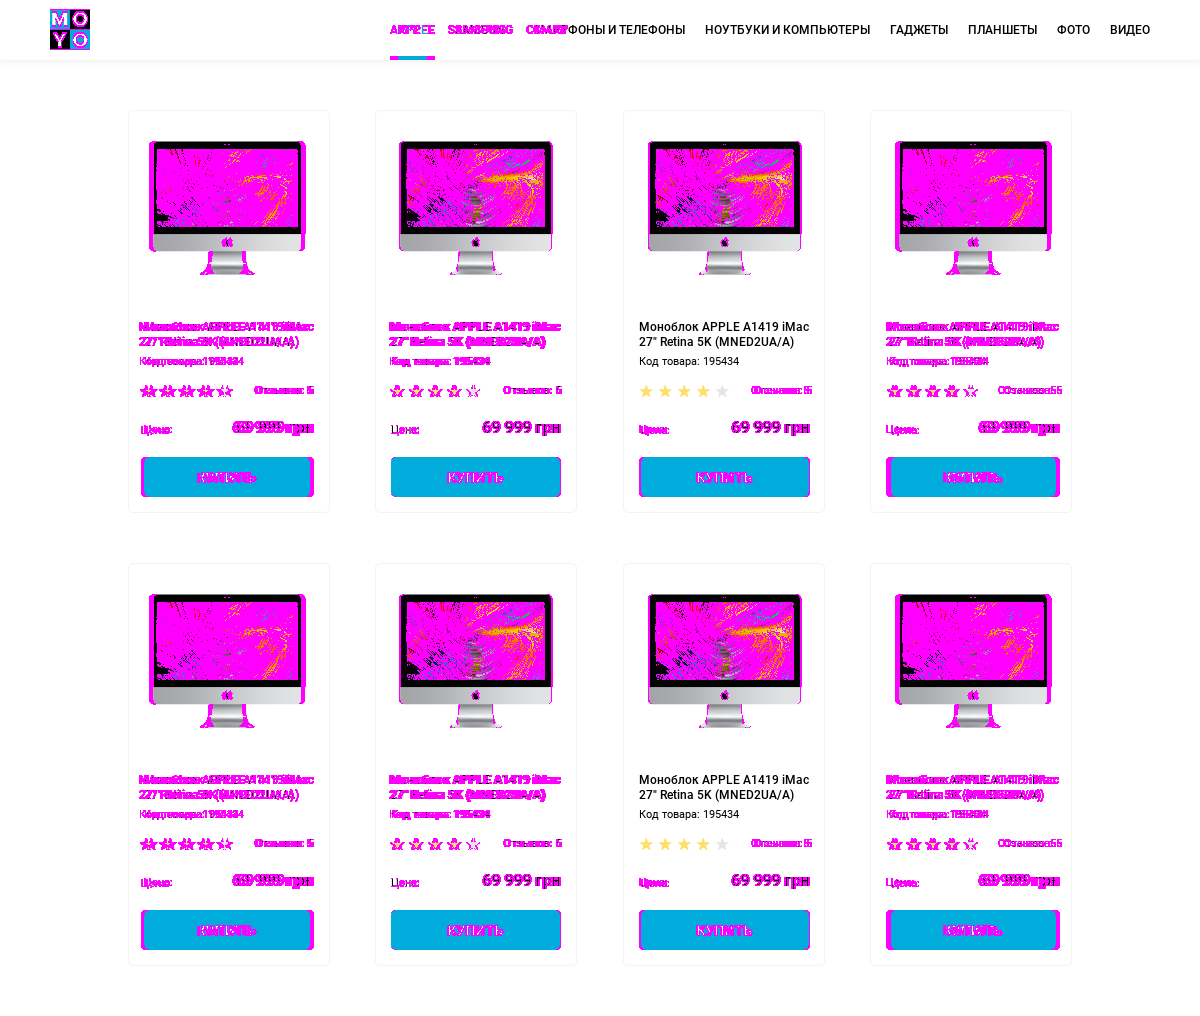 MOYO
APPLE SAMSUNG СМАРТФОНЫ И ТЕЛЕФОНЫ НОУТБУКИ И КОМПЬЮТЕРЫ ГАДЖЕТЫ ПЛАНШЕТЫ ФОТО ВИДЕО
Моноблок APPLE A1419 iMac Моноблок APPLE A1419 iMac Моноблок APPLE A1419 iMac Моноблок APPLE A1419 iMac
27" Retina 5K (MNED2UA/A) 27" Retina 5K (MNED2UA/A) 27" Retina 5K (MNED2UA/A) 27" Retina 5K (MNED2UA/A)
Код товара: 195434 Код товара: 195434 Код товара: 195434 Код товара: 195434
Отзывов: 5 Отзывов: 5 Отзывов: 5 Отзывов: 5
Цена: 69 999 грн Цена: 69 999 грн Цена: 69 999 грн Цена: 69 999 грн
КУПИТЬ КУПИТЬ КУПИТЬ КУПИТЬ
Моноблок APPLE A1419 iMac Моноблок APPLE A1419 iMac Моноблок APPLE A1419 iMac Моноблок APPLE A1419 iMac
27" Retina 5K (MNED2UA/A) 27" Retina 5K (MNED2UA/A) 27" Retina 5K (MNED2UA/A) 27" Retina 5K (MNED2UA/A)
Код товара: 195434 Код товара: 195434 Код товара: 195434 Код товара: 195434
Отзывов: 5 Отзывов: 5 Отзывов: 5 Отзывов: 5
Цена: 69 999 грн Цена: 69 999 грн Цена: 69 999 грн Цена: 69 999 грн
КУПИТЬ КУПИТЬ КУПИТЬ КУПИТЬ